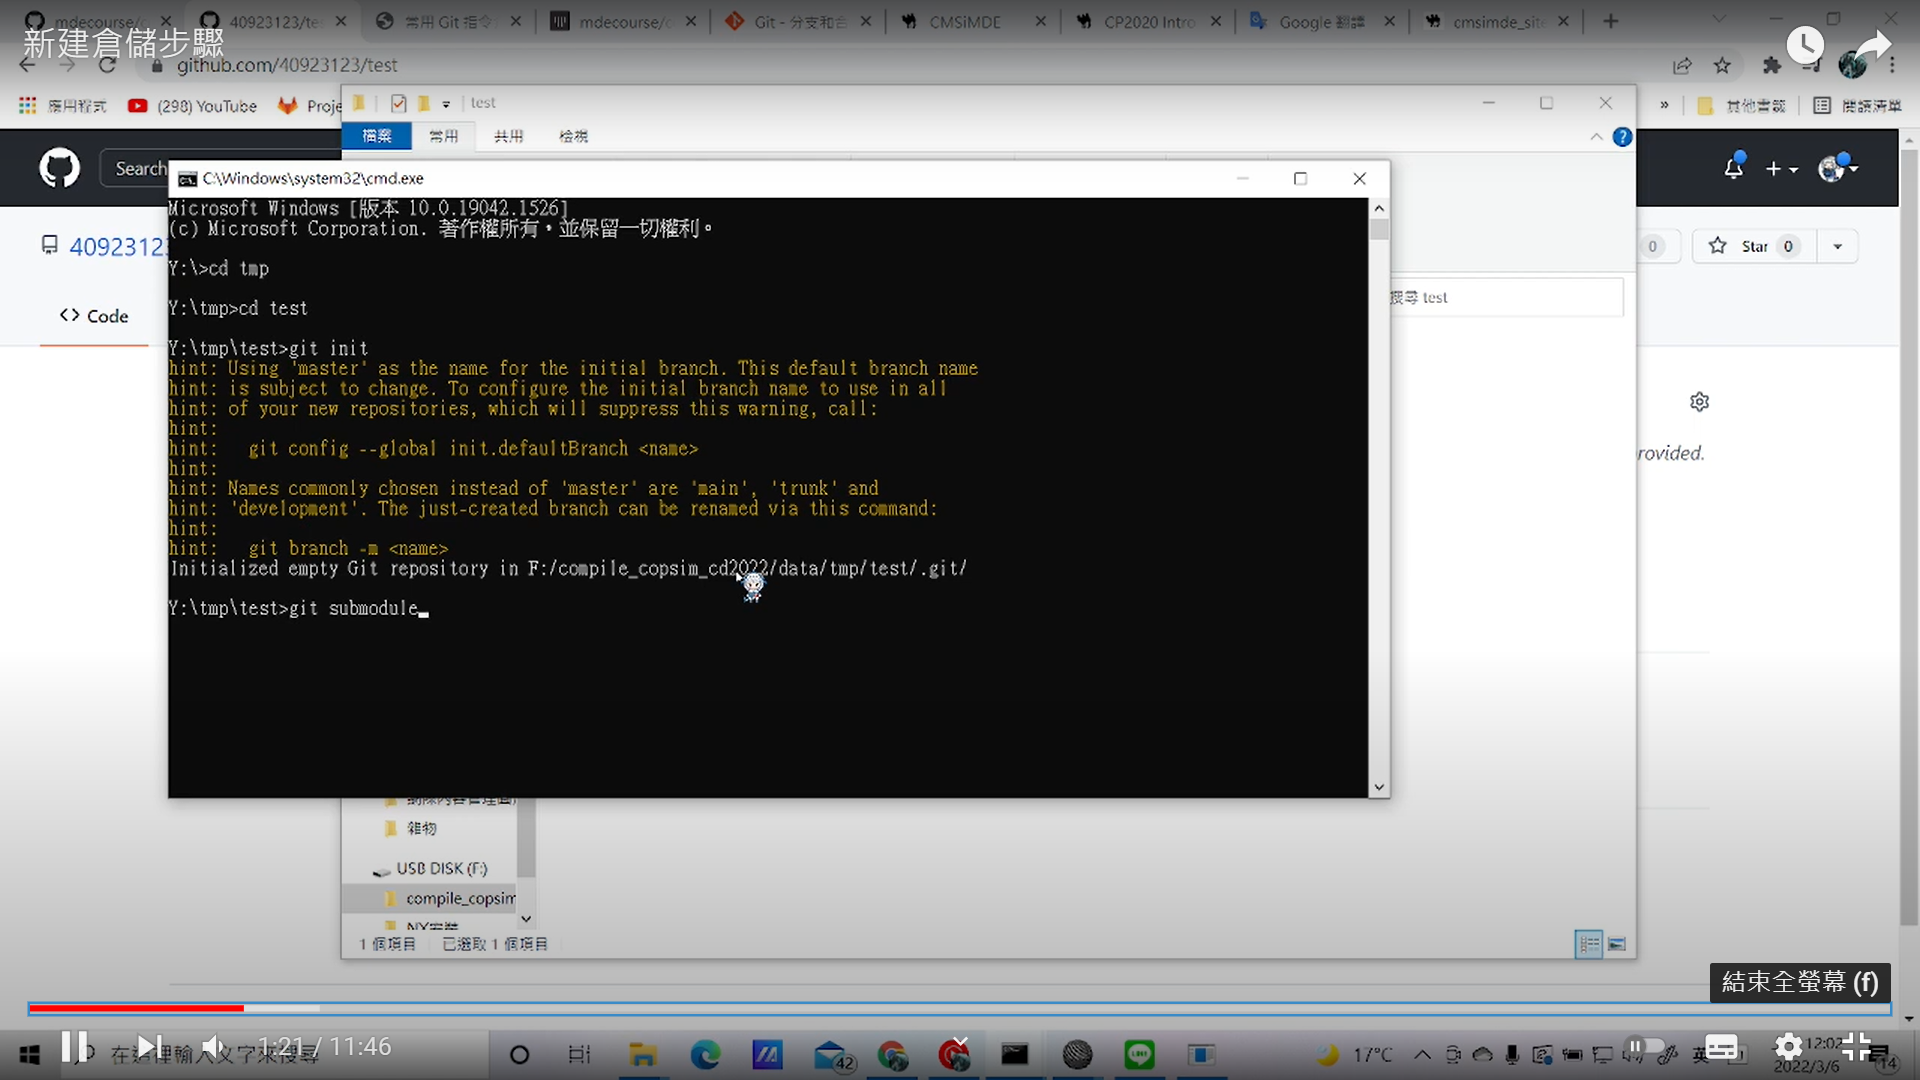 mdecourse/c
40923123/te
常用 Git 指令
mdecourse/c
Git - 分支和合
CMSiMDE
CP2020 Intro
Google 翻譯
cmsimde_site
新建倉儲步驟
github.com/40923123/test
應用程式
(298) YouTube
Proje
test
其他書籤
閱讀清單
檔案
常用
共用
檢視
Search
C:\Windows\system32\cmd.exe
Microsoft Windows [版本 10.0.19042.1526]
(c) Microsoft Corporation. 著作權所有，並保留一切權利。
4092312
0
Star 0
Y:\>cd tmp
搜尋 test
Y:\tmp>cd test
Code
Y:\tmp\test>git init
hint: Using 'master' as the name for the initial branch. This default branch name
hint: is subject to change. To configure the initial branch name to use in all
hint: of your new repositories, which will suppress this warning, call:
hint:
hint:   git config --global init.defaultBranch <name>
rovided.
hint:
hint: Names commonly chosen instead of 'master' are 'main', 'trunk' and
hint: 'development'. The just-created branch can be renamed via this command:
hint:
hint:   git branch -m <name>
Initialized empty Git repository in F:/compile_copsim_cd2022/data/tmp/test/.git/
Y:\tmp\test>git submodule
雜物
USB DISK (F:)
compile_copsim
NX安裝
1 個項目
已選取 1 個項目
結束全螢幕 (f)
在這裡輸入文字來搜尋
1:21 / 11:46
42
17°C
英
12:02
2022/3/6
14